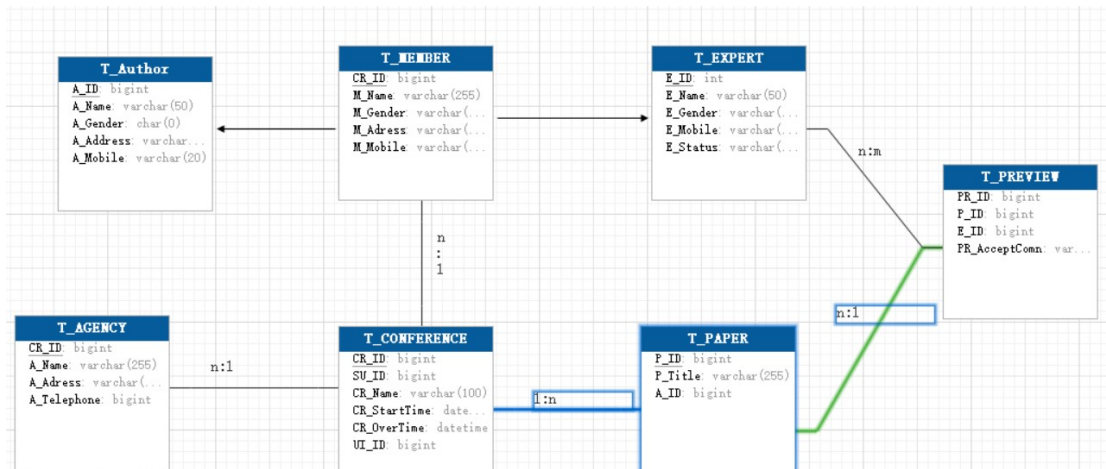 T_Author
A_ID: bigint
A_Name: varchar(50)
A_Gender: char(0)
A_Address: varchar...
A_Mobile: varchar(20)
T_MEMBER
CR_ID: bigint
M_Name: varchar(255)
M_Gender: varchar(...
M_Adress: varchar(...
M_Mobile: varchar(...
T_EXPERT
E_ID: int
E_Name: varchar(50)
E_Gender: varchar(...
E_Mobile: varchar(...
E_Status: varchar(...
n:m
T_PREVIEW
PR_ID: bigint
P_ID: bigint
E_ID: bigint
PR_AcceptComn: var...
n
:
1
n:1
T_AGENCY
CR_ID: bigint
A_Name: varchar(255)
A_Adress: varchar(...
A_Telephone: bigint
n:1
T_CONFERENCE
CR_ID: bigint
SU_ID: bigint
CR_Name: varchar(100)
CR_StartTime: date...
CR_OverTime: datetime
UI_ID: bigint
1:n
T_PAPER
P_ID: bigint
P_Title: varchar(255)
A_ID: bigint